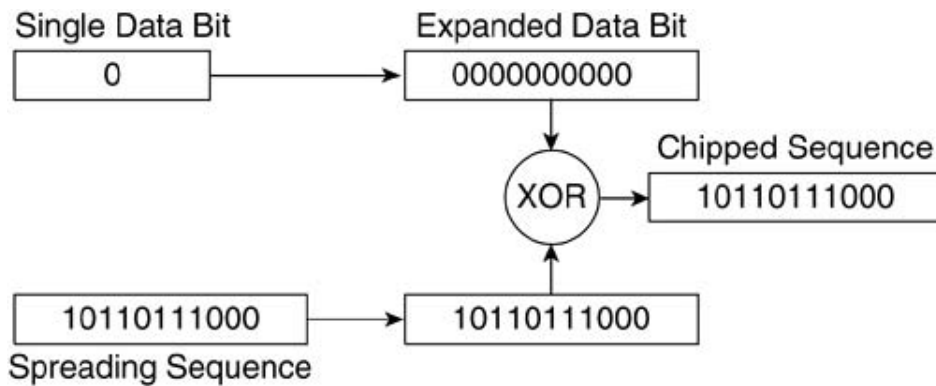 Single Data Bit
Expanded Data Bit
0
0000000000
Chipped Sequence
XOR
10110111000
10110111000
10110111000
Spreading Sequence